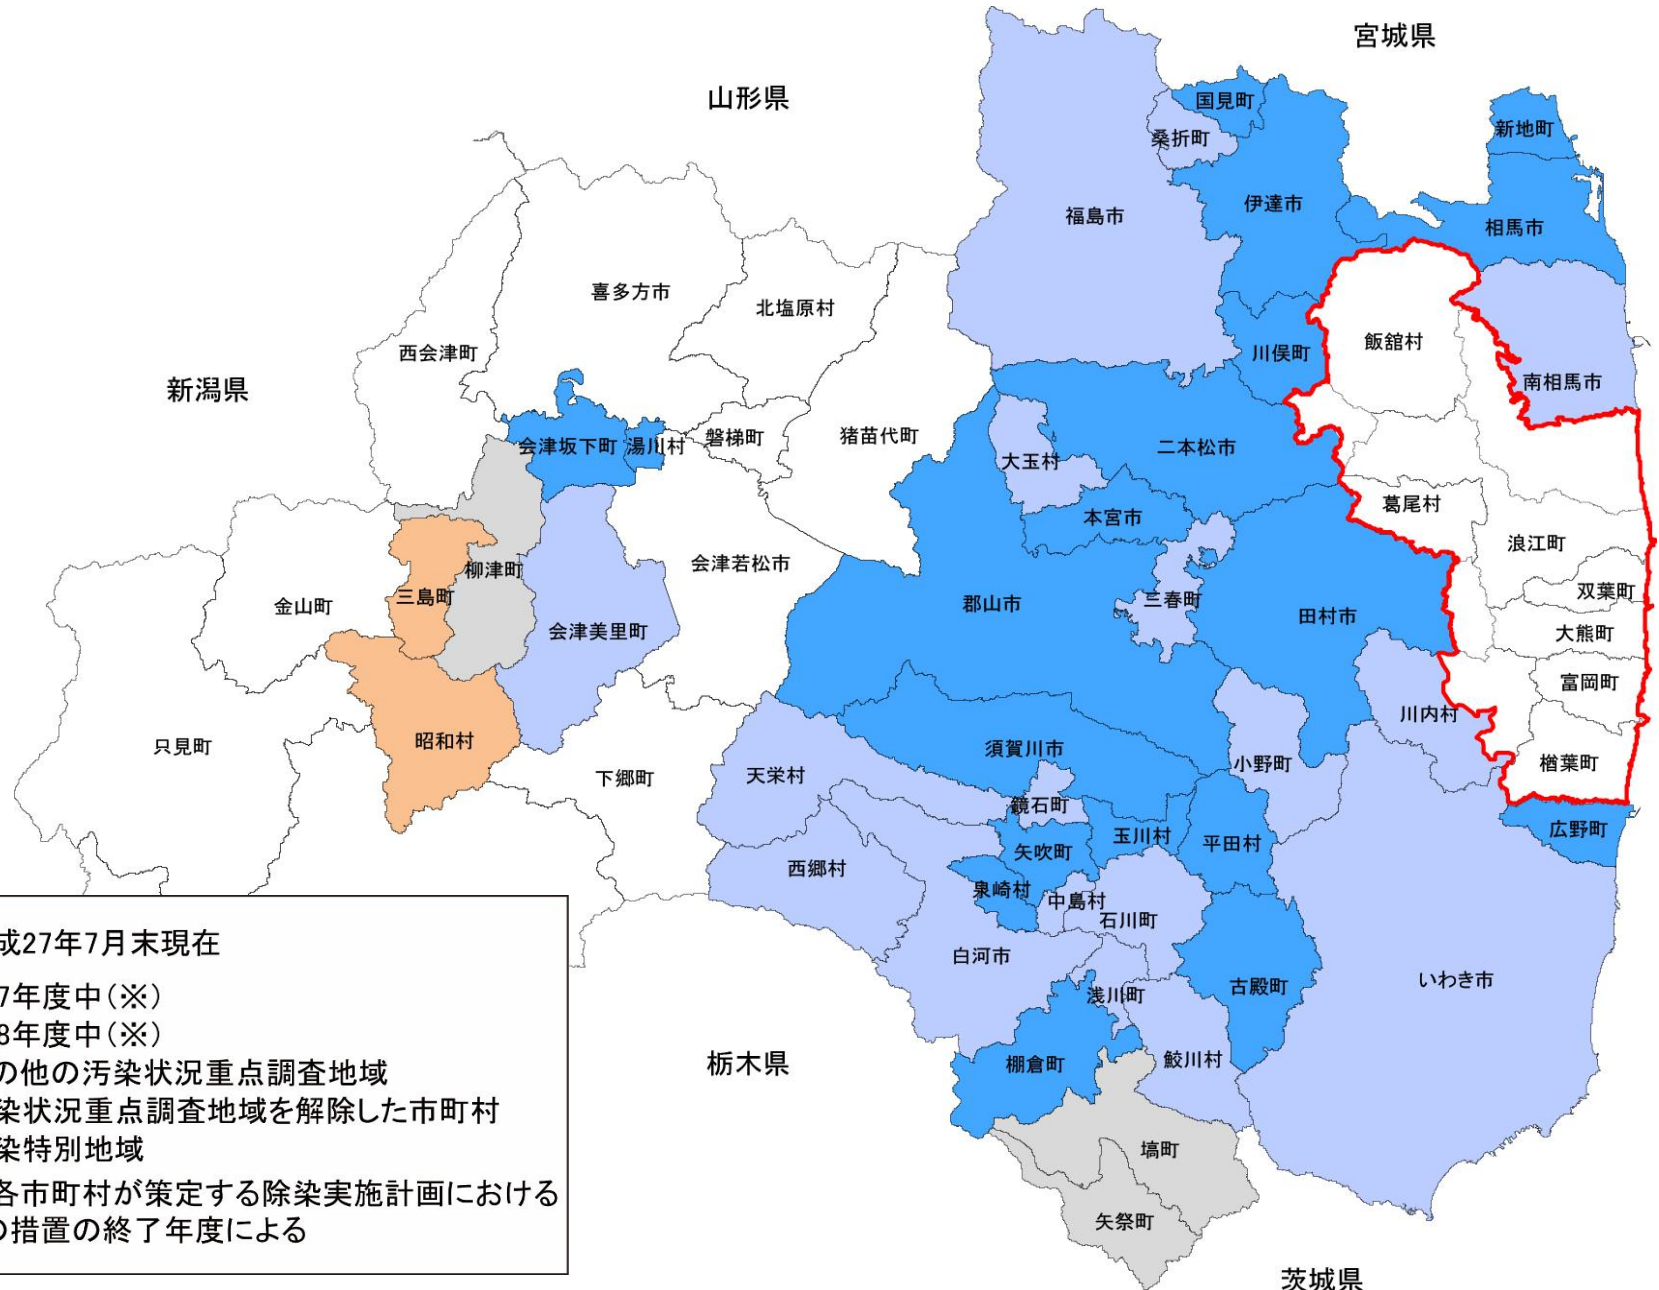 宮城県
山形県
国見町
新地町
桑折町
伊達市
福島市
相馬市
喜多方市
北塩原村
飯舘村
西会津町
川俣町
南相馬市
新潟県
会津坂下町
湯川村
磐梯町
猪苗代町
二本松市
大玉村
葛尾村
本宮市
浪江町
柳津町
会津若松市
双葉町
三島町
金山町
郡山市
三春町
田村市
会津美里町
大熊町
富岡町
川内村
昭和村
只見町
須賀川市
小野町
楢葉町
下郷町
天栄村
鏡石町
広野町
玉川村
平田村
矢吹町
西郷村
泉崎村
中島村
石川町
白河市
いわき市
古殿町
浅川町
棚倉町
鮫川村
栃木県
塙町
矢祭町
茨城県
成27年7月末現在
7年度中(※)
8年度中(※)
の他の汚染状況重点調査地域
染状況重点調査地域を解除した市町村
染特別地域
各市町村が策定する除染実施計画における
の措置の終了年度による